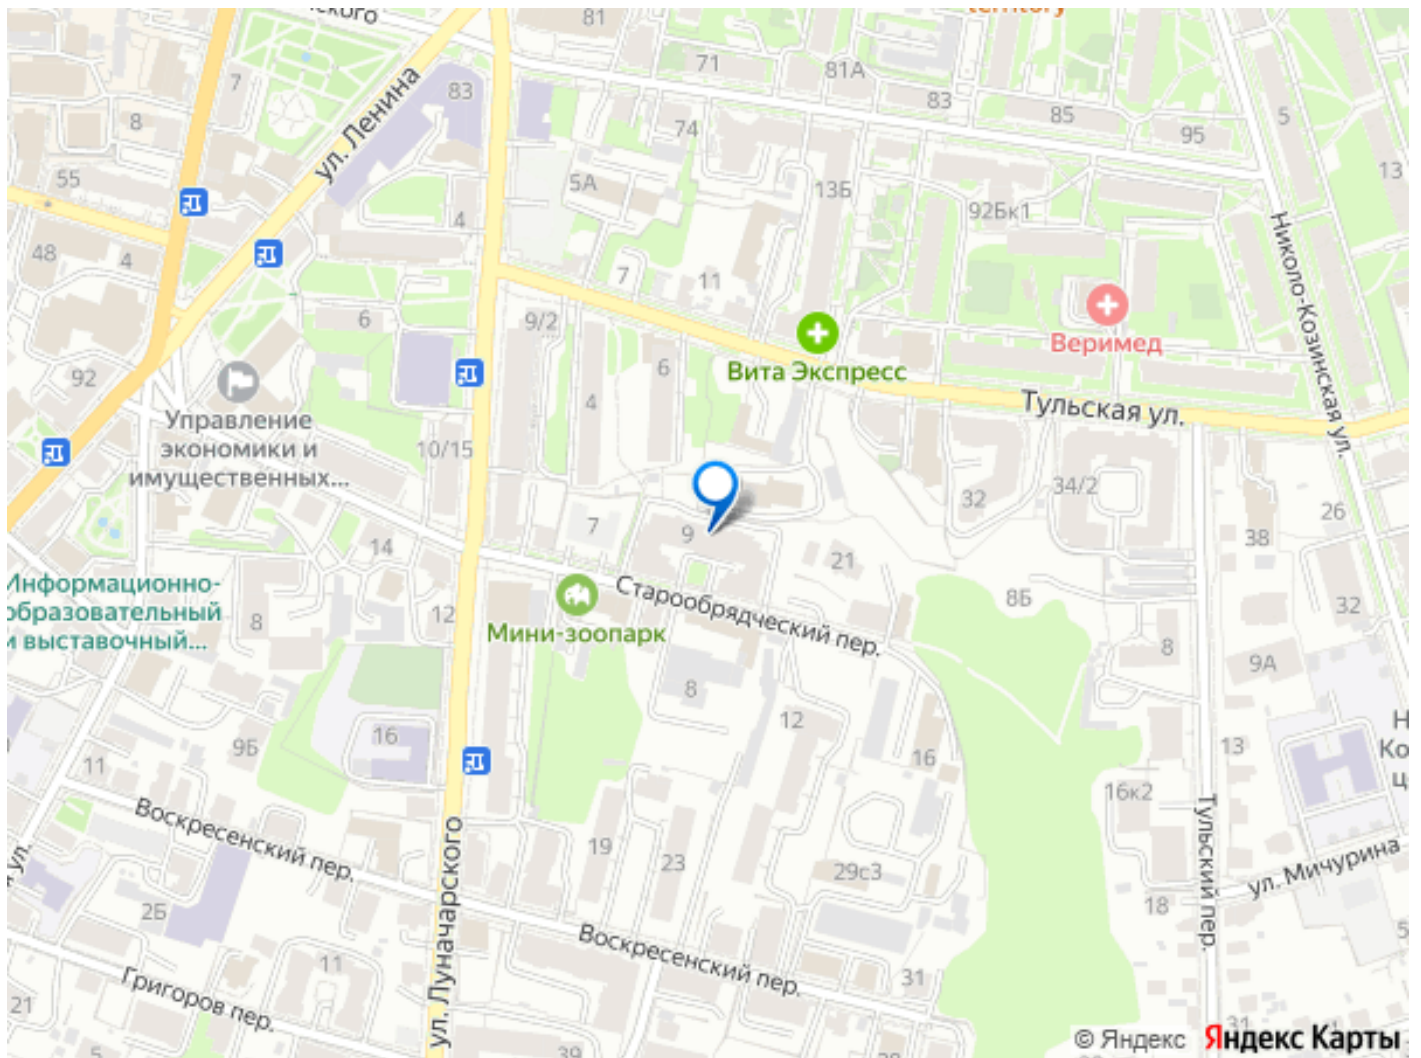 81
territory
71
81А
83
85
95
5
13
7
8
ул. Ленина
83
74
5А
13Б
92Бк1
55
4
48
4
7
11
Николо-Козинская ул.
6
9/2
6
Веримед
Вита Экспресс
92
4
Тульская ул.
Управление
экономики и
имущественных...
10/15
32
34/2
26
38
7
9
14
21
Информационно-
образовательный
и выставочный...
8
12
Мини-зоопарк
Старообрядческий пер.
8Б
32
8
9А
8
12
16
9Б
11
16
13
16к2
Воскресенский пер.
ул. Луначарского
19
23
29с3
Тульский пер.
ул. Мичурина
18
2Б
Воскресенский пер.
11
31
Григоров пер.
21
39
31
© Яндекс Яндекс Карты